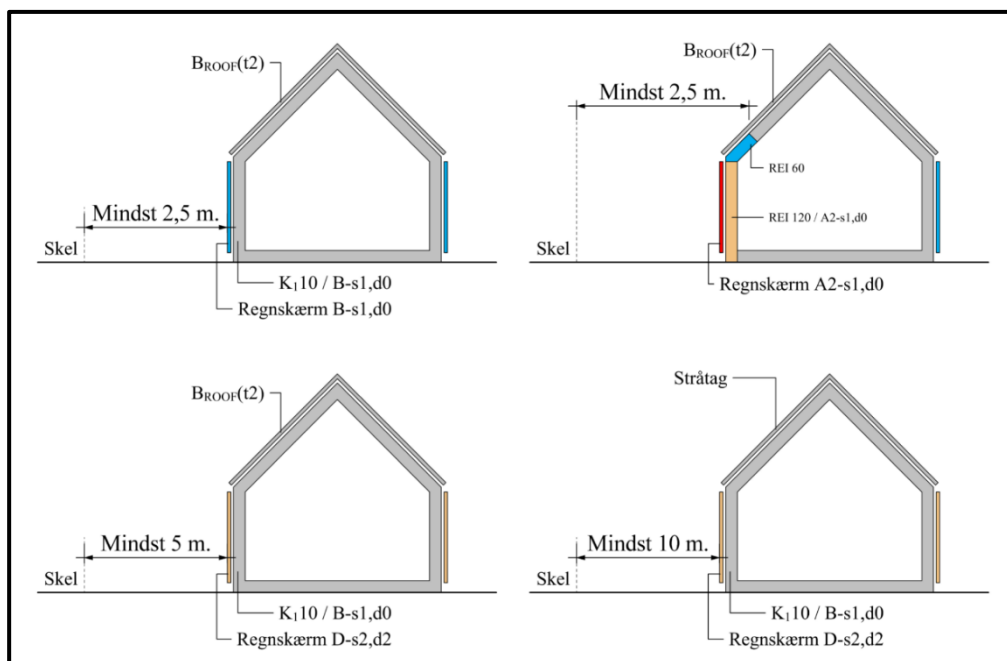 BROOF(t2)
Mindst 2,5 m.
Skel
K₁10 / B-s1,d0
Regnskærm B-s1,d0
BROOF(t2)
Mindst 2,5 m.
REI 60
REI 120 / A2-s1,d0
Skel
Regnskærm A2-s1,d0
BROOF(t2)
Mindst 5 m.
Skel
K₁10 / B-s1,d0
Regnskærm D-s2,d2
Stråtag
Mindst 10 m.
Skel
K₁10 / B-s1,d0
Regnskærm D-s2,d2